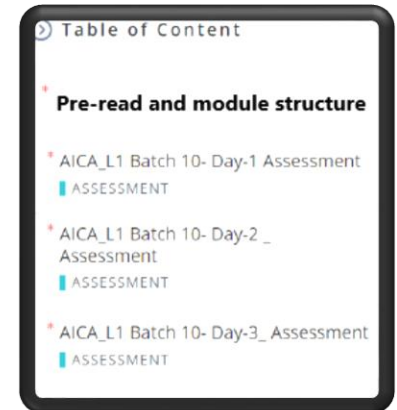 Table of Content
* Pre-read and module structure
* AICA_L1 Batch 10- Day-1 Assessment
ASSESSMENT
* AICA_L1 Batch 10- Day-2 _
Assessment
ASSESSMENT
* AICA_L1 Batch 10- Day-3_ Assessment
ASSESSMENT